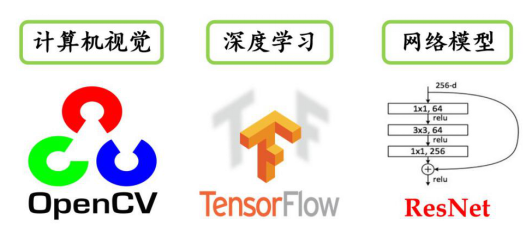 计算机视觉
深度学习
网络模型
OpenCV
TensorFlow
256-d
1x1, 64
relu
3x3, 64
relu
1x1, 256
relu
ResNet